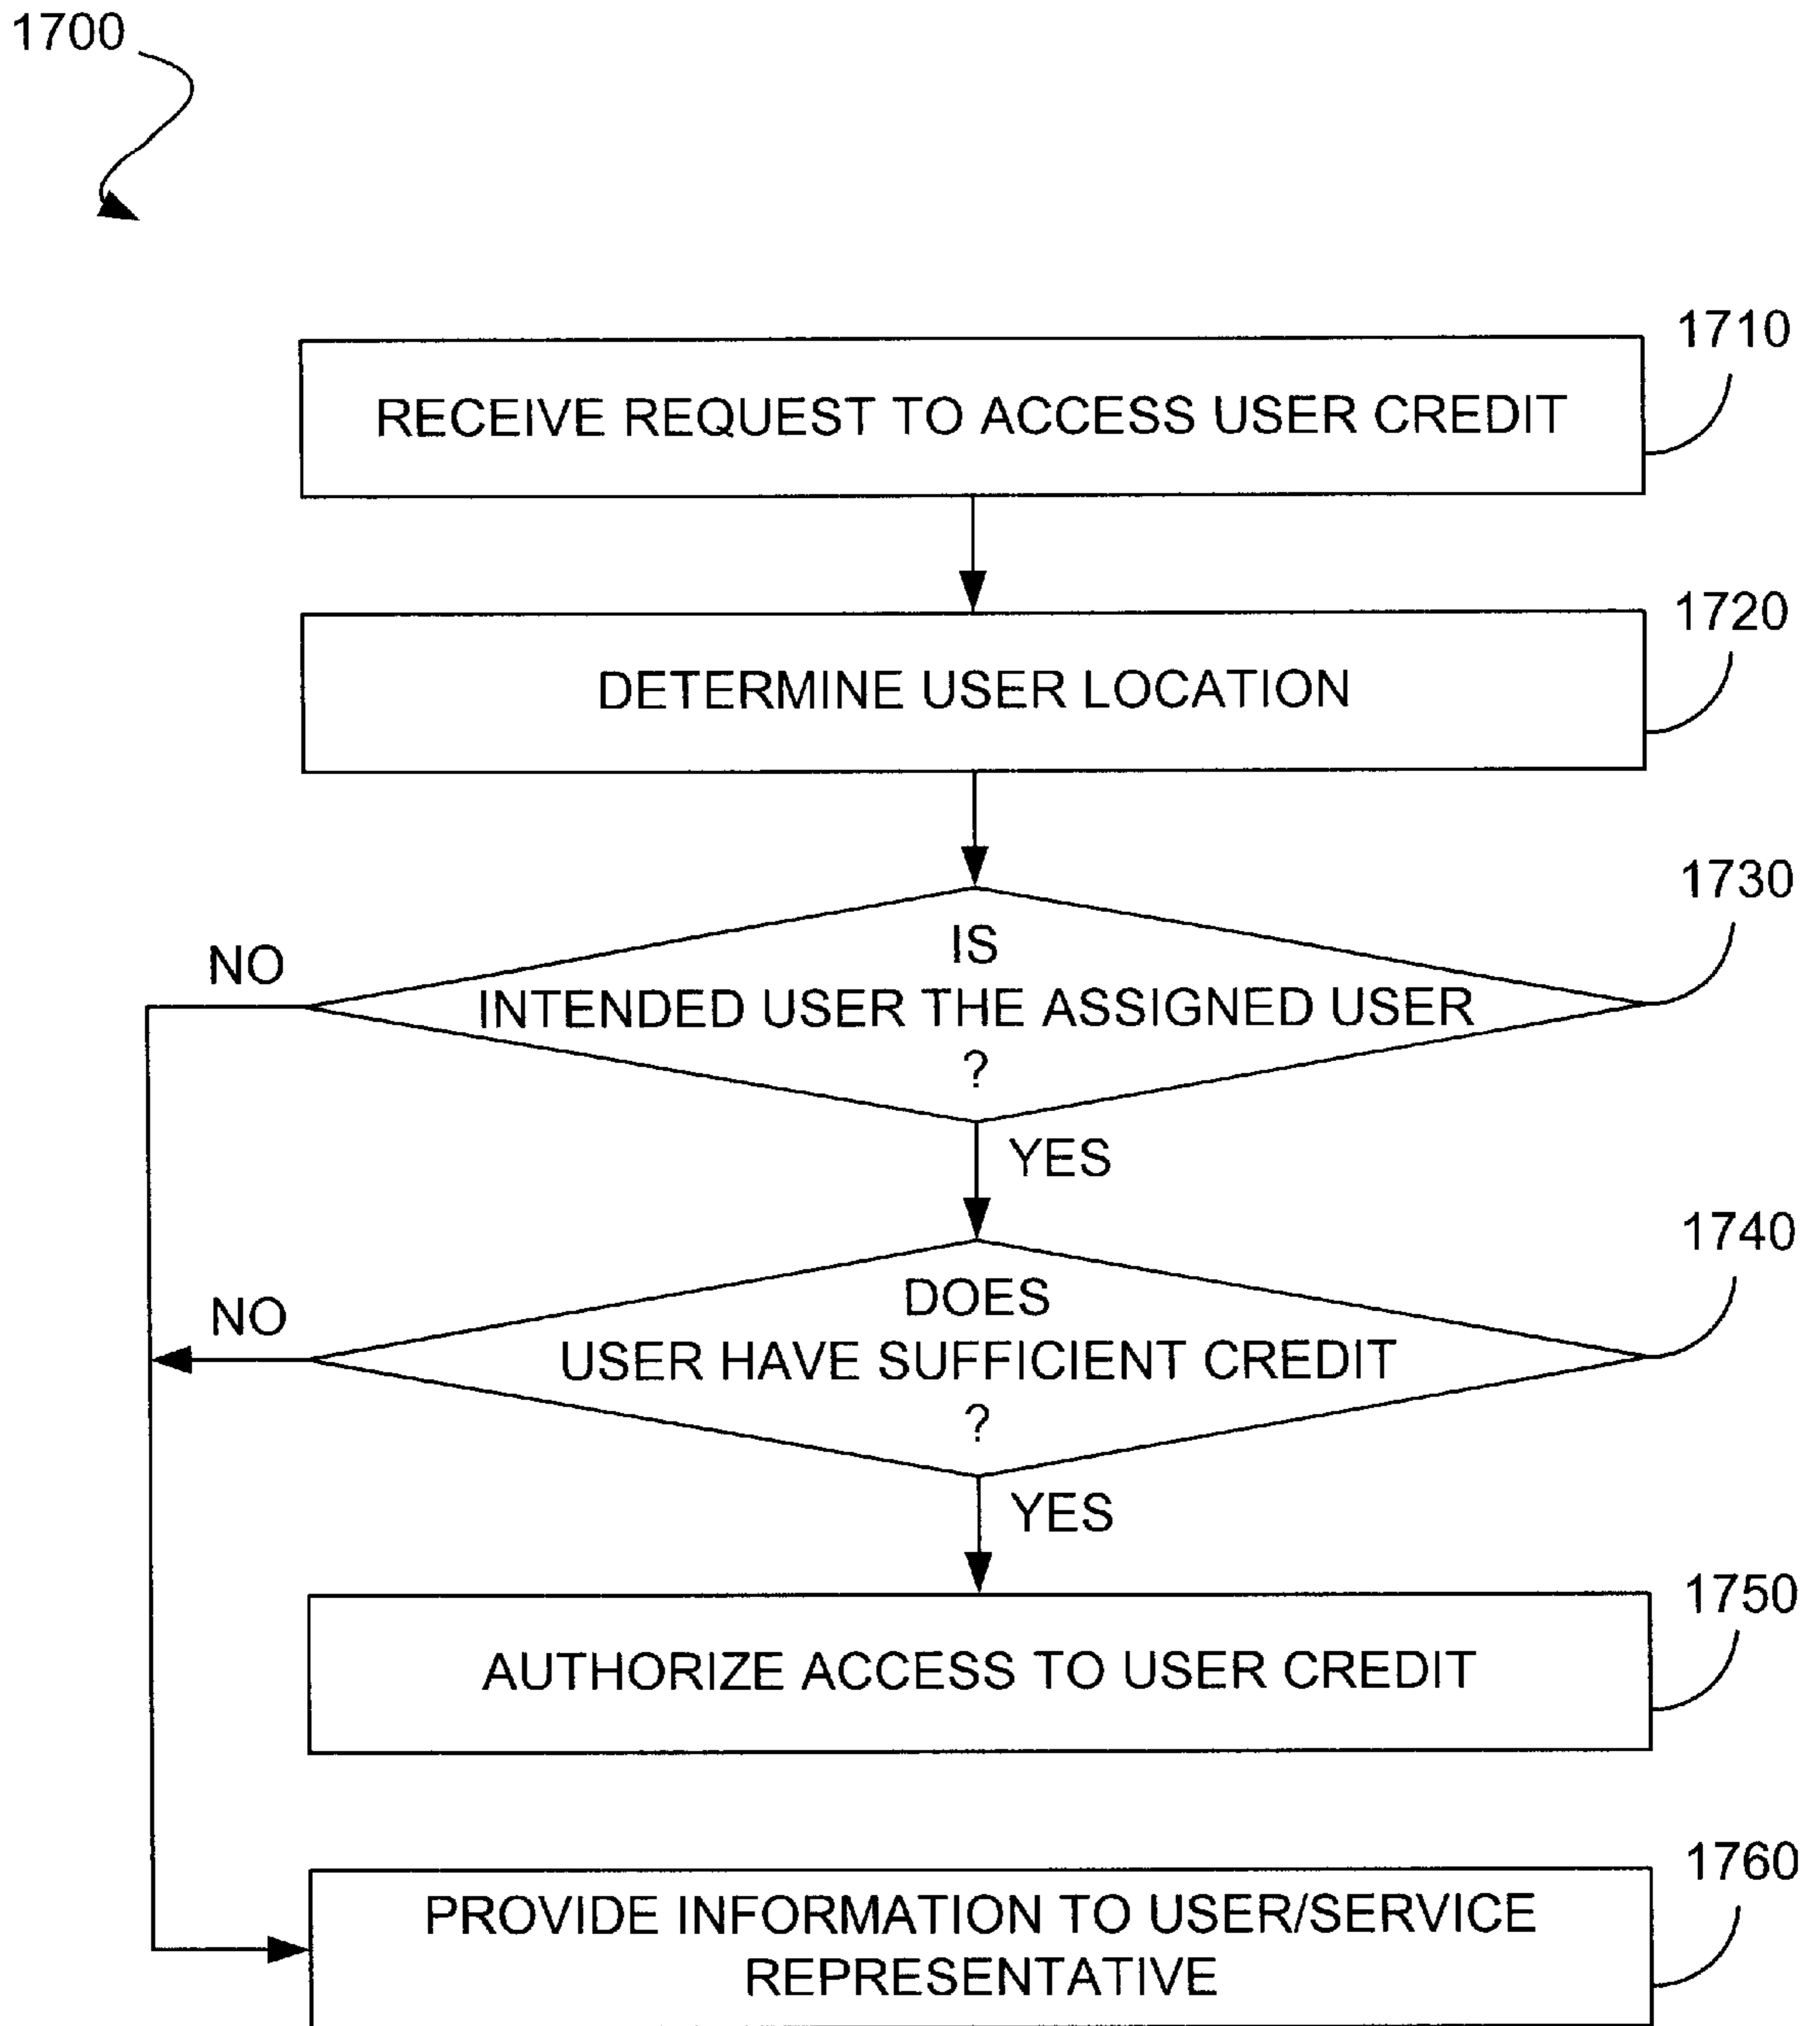 1700
1710
RECEIVE REQUEST TO ACCESS USER CREDIT
1720
DETERMINE USER LOCATION
1730
IS
INTENDED USER THE ASSIGNED USER
?
NO
YES
1740
DOES
USER HAVE SUFFICIENT CREDIT
?
NO
YES
1750
AUTHORIZE ACCESS TO USER CREDIT
1760
PROVIDE INFORMATION TO USER/SERVICE
REPRESENTATIVE